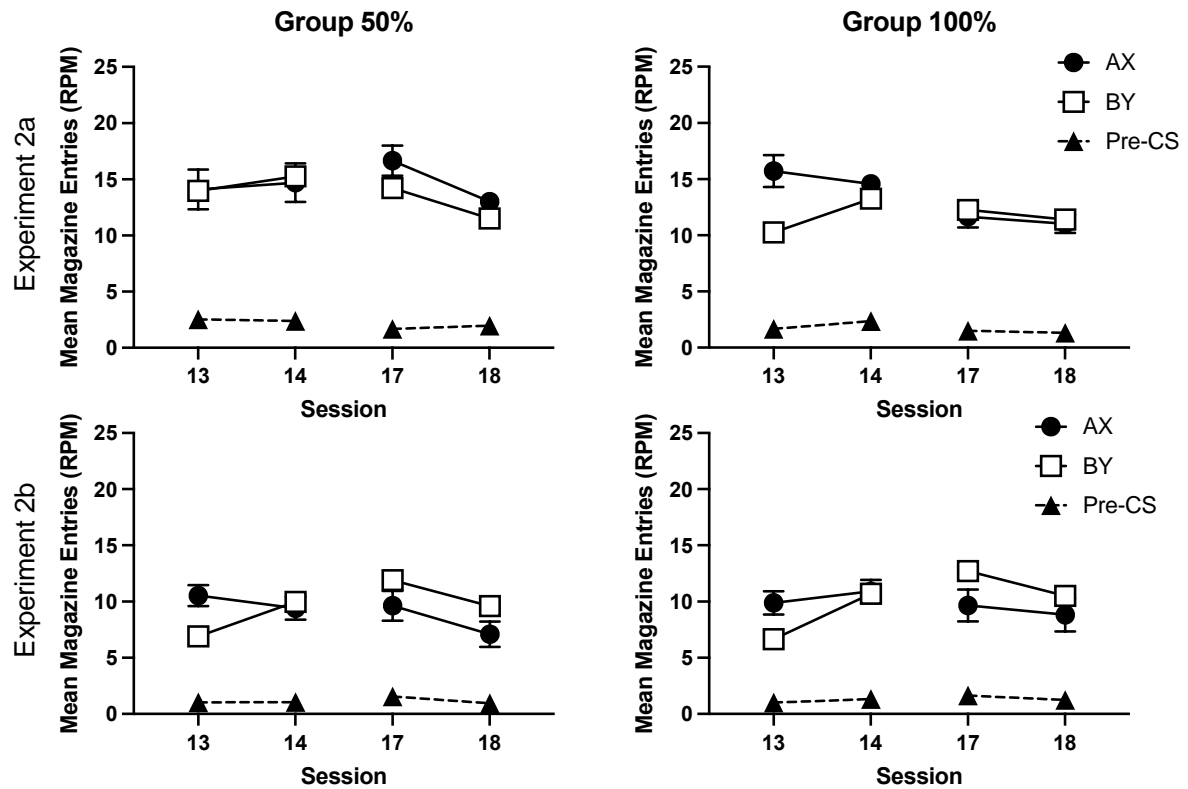 Group 50%
Group 100%
Experiment 2a
Mean Magazine Entries (RPM)
25
20
15
10
5
0
13
14
17
18
Session
Mean Magazine Entries (RPM)
25
20
15
10
5
0
13
14
17
18
Session
AX
BY
Pre-CS
Experiment 2b
Mean Magazine Entries (RPM)
25
20
15
10
5
0
13
14
17
18
Session
Mean Magazine Entries (RPM)
25
20
15
10
5
0
13
14
17
18
Session
AX
BY
Pre-CS